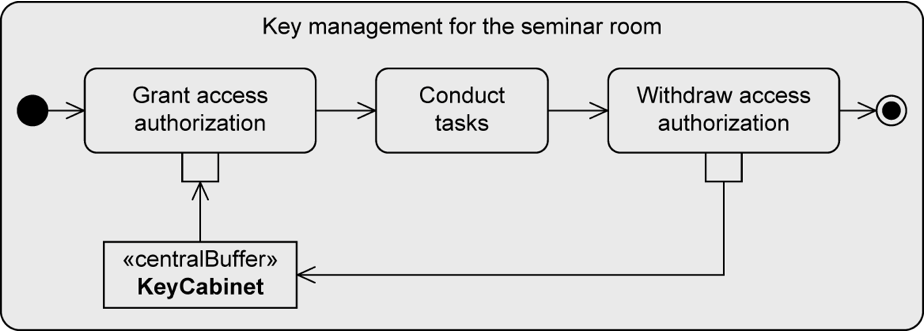 Key management for the seminar room
Grant access
authorization
Conduct
tasks
Withdraw access
authorization
«centralBuffer»
KeyCabinet